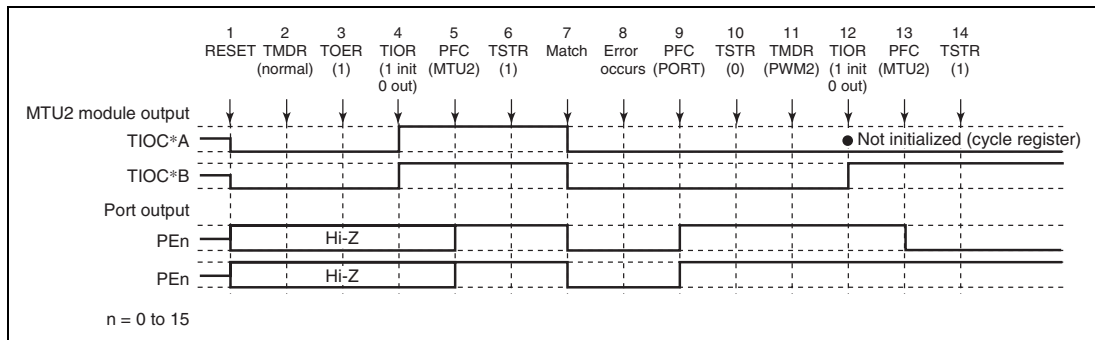 1 2 3 4 5 6 7 8 9 10 11 12 13 14
RESET TMDR TOER TIOR PFC TSTR Match Error PFC TSTR TMDR TIOR PFC TSTR
(normal) (1) (1 init (MTU2) (1) occurs (PORT) (0) (PWM2) (1 init (MTU2) (1)
0 out) 0 out)
MTU2 module output
TIOC*A
● Not initialized (cycle register)
TIOC*B
Port output
PEn
Hi-Z
PEn
Hi-Z
n = 0 to 15